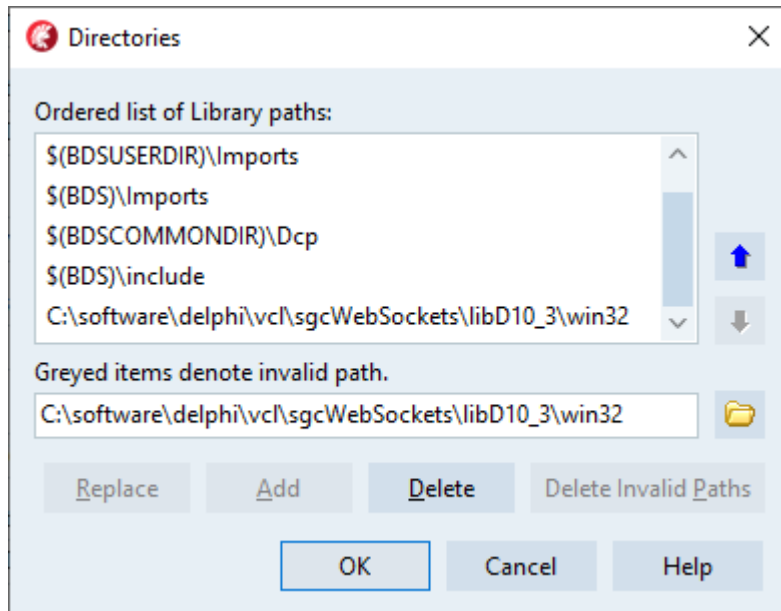 Directories
Ordered list of Library paths:
$(BDSUSERDIR)\Imports
$(BDS)\Imports
$(BDSCOMMONDIR)\Dcp
$(BDS)\include
C:\software\delphi\vcl\sgcWebSockets\libD10_3\win32
Greyed items denote invalid path.
C:\software\delphi\vcl\sgcWebSockets\libD10_3\win32
Replace Add Delete Delete Invalid Paths
OK Cancel Help